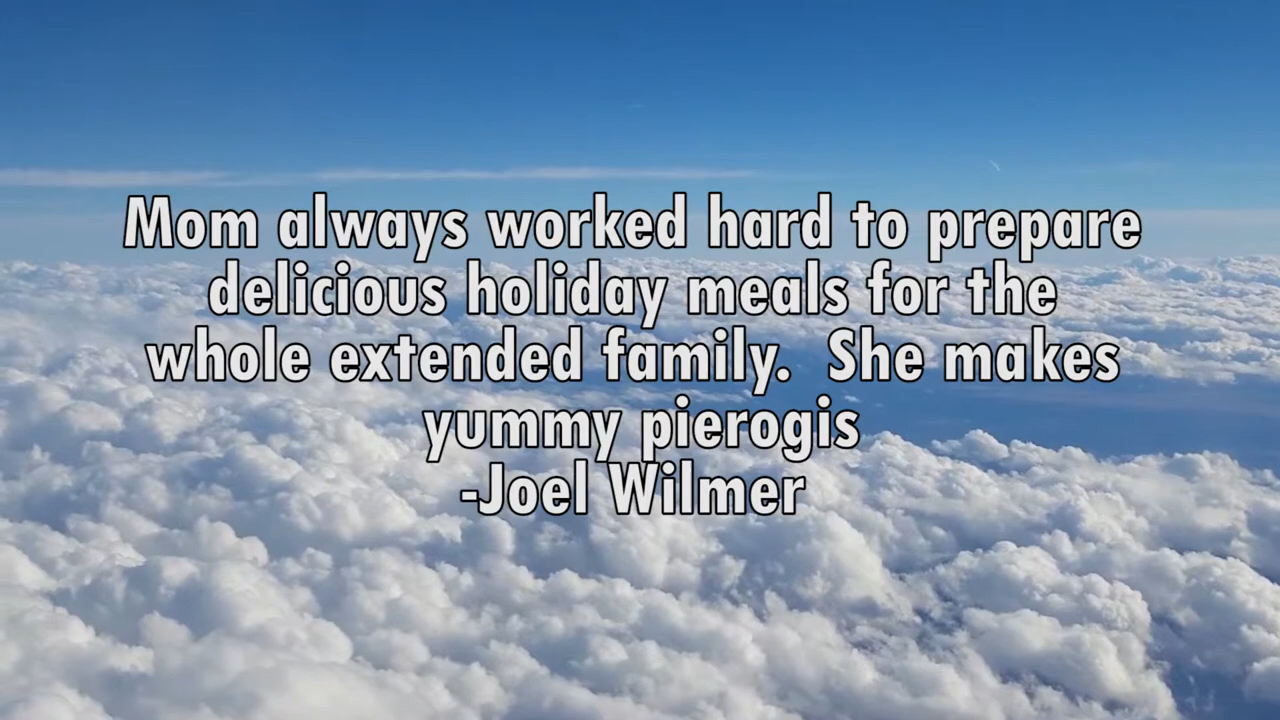 Mom always worked hard to prepare
delicious holiday meals for the
whole extended family.  She makes
yummy pierogis
-Joel Wilmer